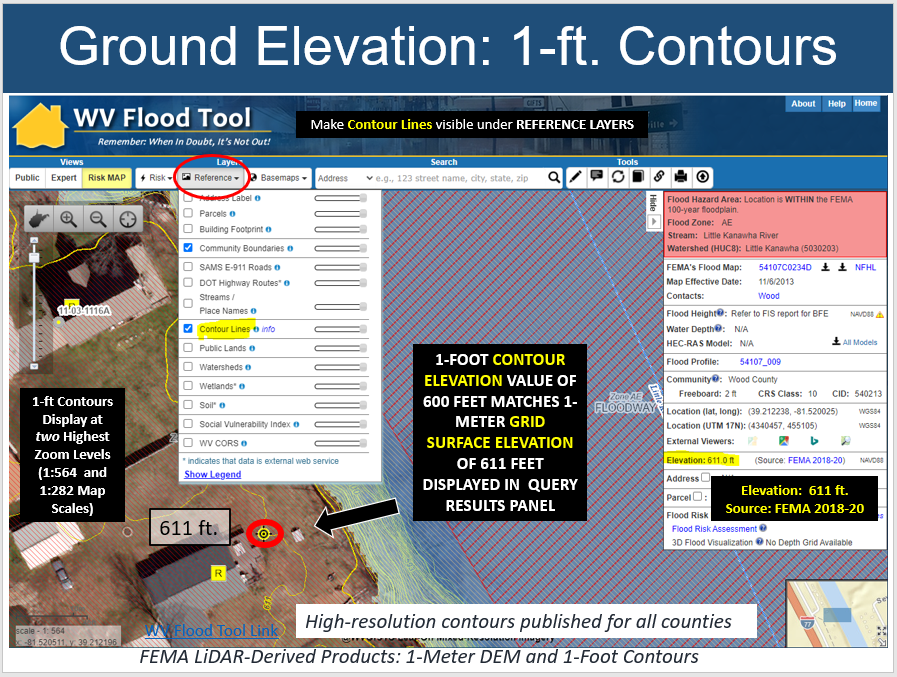 Ground Elevation: 1-ft. Contours
WV Flood Tool
Remember: When In Doubt, It's Not Out!
Make Contour Lines visible under REFERENCE LAYERS
About Help Home
Views Layers Search Tools
Public Expert Risk MAP Risk Reference Basemaps Address e.g., 123 street name, city, state, zip
Address Label
Parcels
Building Footprint
Community Boundaries
SAMS E-911 Roads
DOT Highway Routes*
Streams /
Place Names
Contour Lines info
Public Lands
Watersheds
Wetlands*
Soil*
Social Vulnerability Index
WV CORS
* indicates that data is external web service
Show Legend
11-03-1116A
R
1-ft Contours
Display at
two Highest
Zoom Levels
(1:564 and
1:282 Map
Scales)
1-FOOT CONTOUR
ELEVATION VALUE OF
600 FEET MATCHES 1-
METER GRID
SURFACE ELEVATION
OF 611 FEET
DISPLAYED IN QUERY
RESULTS PANEL
Zone AE
FLOODWAY
Hide
Flood Hazard Area: Location is WITHIN the FEMA
100-year floodplain.
Flood Zone: AE
Stream: Little Kanawha River
Watershed (HUC8): Little Kanawha (5030203)
FEMA's Flood Map: 54107C0234D NFHL
Map Effective Date: 11/6/2013
Contacts: Wood
Flood Height: Refer to FIS report for BFE NAVD88
Water Depth: N/A
HEC-RAS Model: N/A All Models
Flood Profile: 54107_009
Community: Wood County
Freeboard: 2 ft CRS Class: 10 CID: 540213
Location (lat, long): (39.212238, -81.520025) WGS84
Location (UTM 17N): (4340457, 455105) WGS84
External Viewers:
Elevation: 611.0 ft (Source: FEMA 2018-20) NAVD88
Address
Parcel :
Elevation: 611 ft.
Source: FEMA 2018-20
Flood Risk
Flood Risk Assessment
3D Flood Visualization No Depth Grid Available
611 ft.
R
631
77
scale - 1: 564
x: -81.520511, y: 39.212196
WV Flood Tool Link
High-resolution contours published for all counties
FEMA LiDAR-Derived Products: 1-Meter DEM and 1-Foot Contours